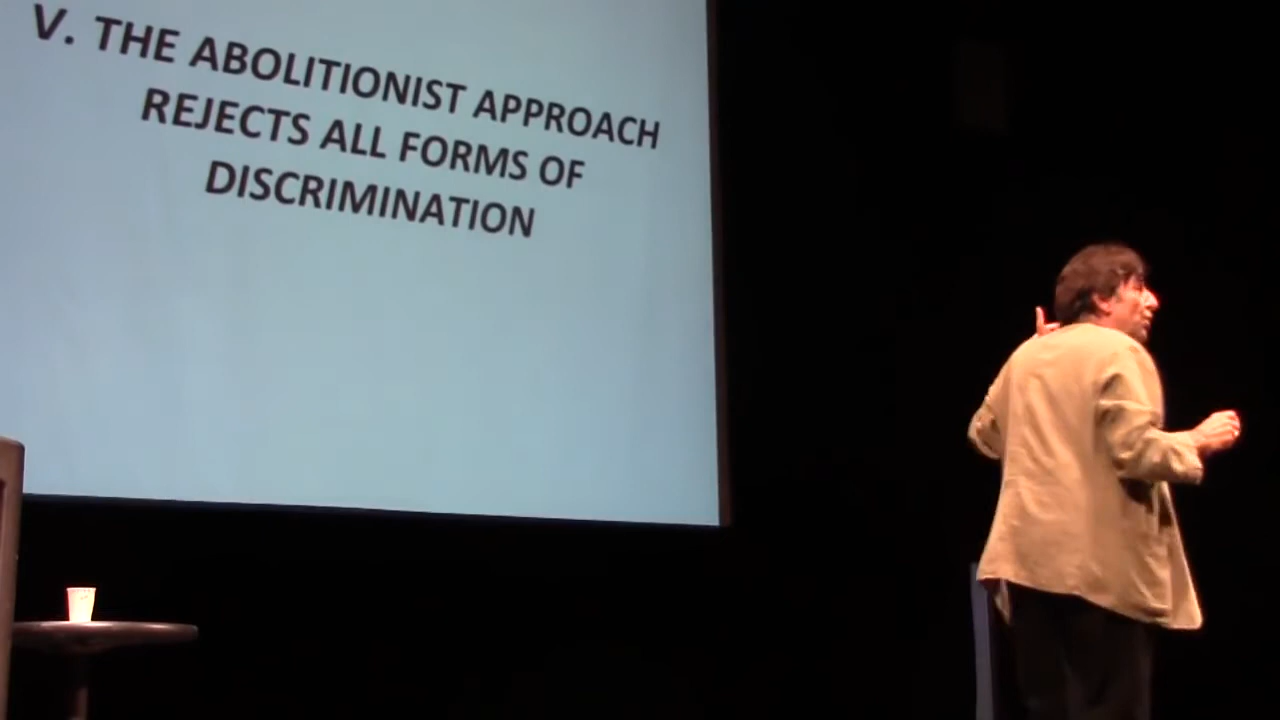 V. THE ABOLITIONIST APPROACH
REJECTS ALL FORMS OF
DISCRIMINATION